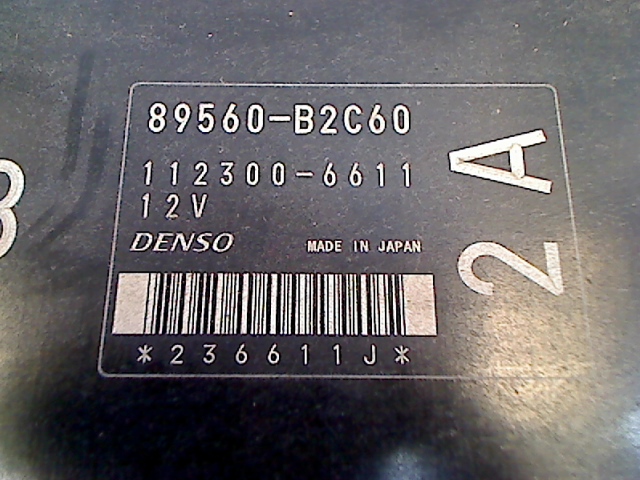 89560-B2C60
112300-6611
12V
DENSO
MADE IN JAPAN
*236611J*
2A